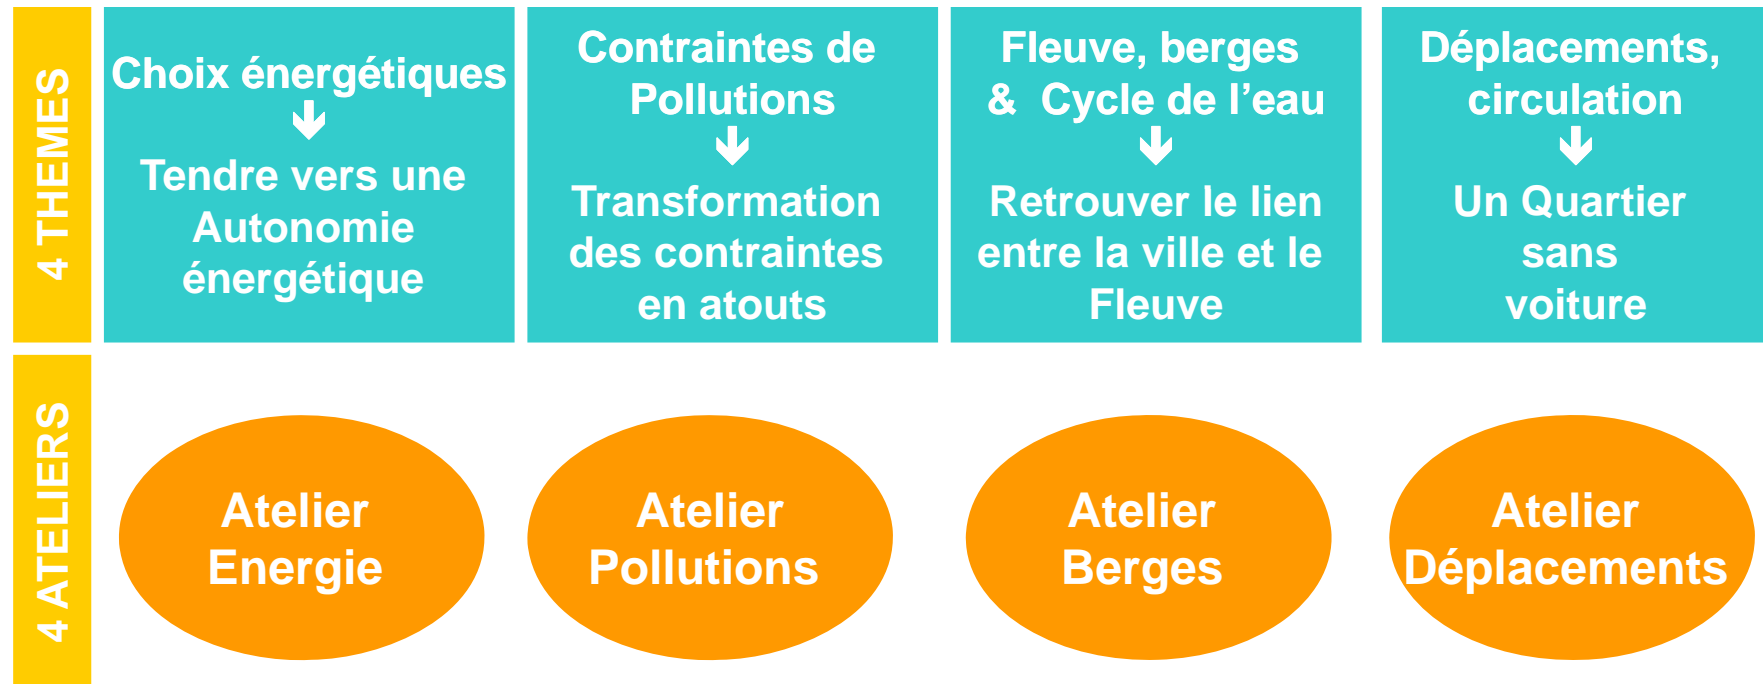 4 THEMES
Choix énergétiques
Tendre vers une
Autonomie
énergétique
Contraintes de
Pollutions
Transformation
des contraintes
en atouts
Fleuve, berges
& Cycle de l’eau
Retrouver le lien
entre la ville et le
Fleuve
Déplacements,
circulation
Un Quartier
sans
voiture
4 ATELIERS
Atelier
Energie
Atelier
Pollutions
Atelier
Berges
Atelier
Déplacements